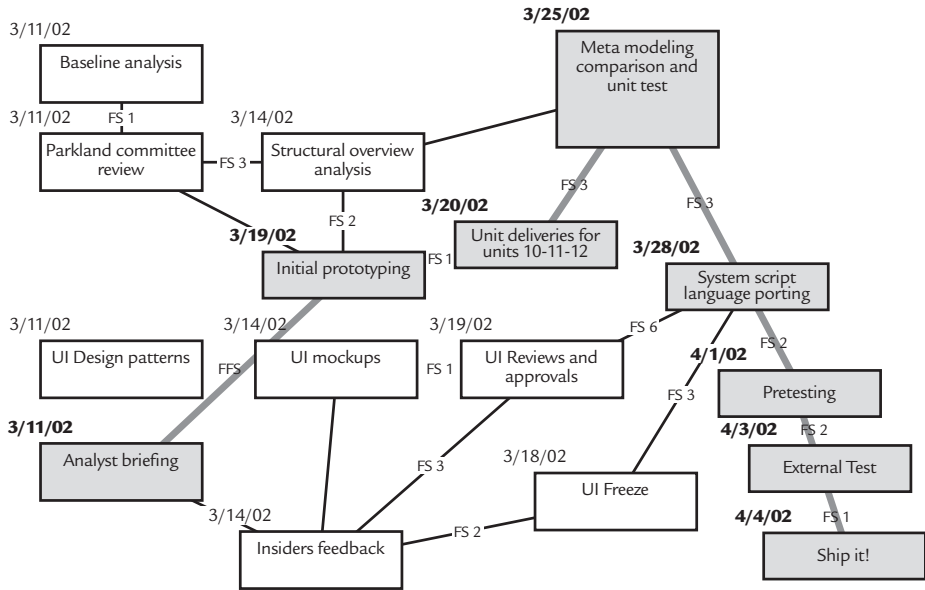 3/11/02
Baseline analysis
FS 1
3/11/02
Parkland committee
review
FS 3
3/14/02
Structural overview
analysis
3/25/02
Meta modeling
comparison and
unit test
FS 2
FS 3
FS 3
3/19/02
Initial prototyping
FS 1
3/20/02
Unit deliveries for
units 10-11-12
3/28/02
System script
language porting
3/11/02
UI Design patterns
FFS
3/14/02
UI mockups
FS 1
3/19/02
UI Reviews and
approvals
FS 6
FS 3
FS 2
4/1/02
Pretesting
FS 2
3/11/02
Analyst briefing
FS 3
3/18/02
UI Freeze
4/3/02
External Test
3/14/02
Insiders feedback
FS 2
FS 1
4/4/02
Ship it!